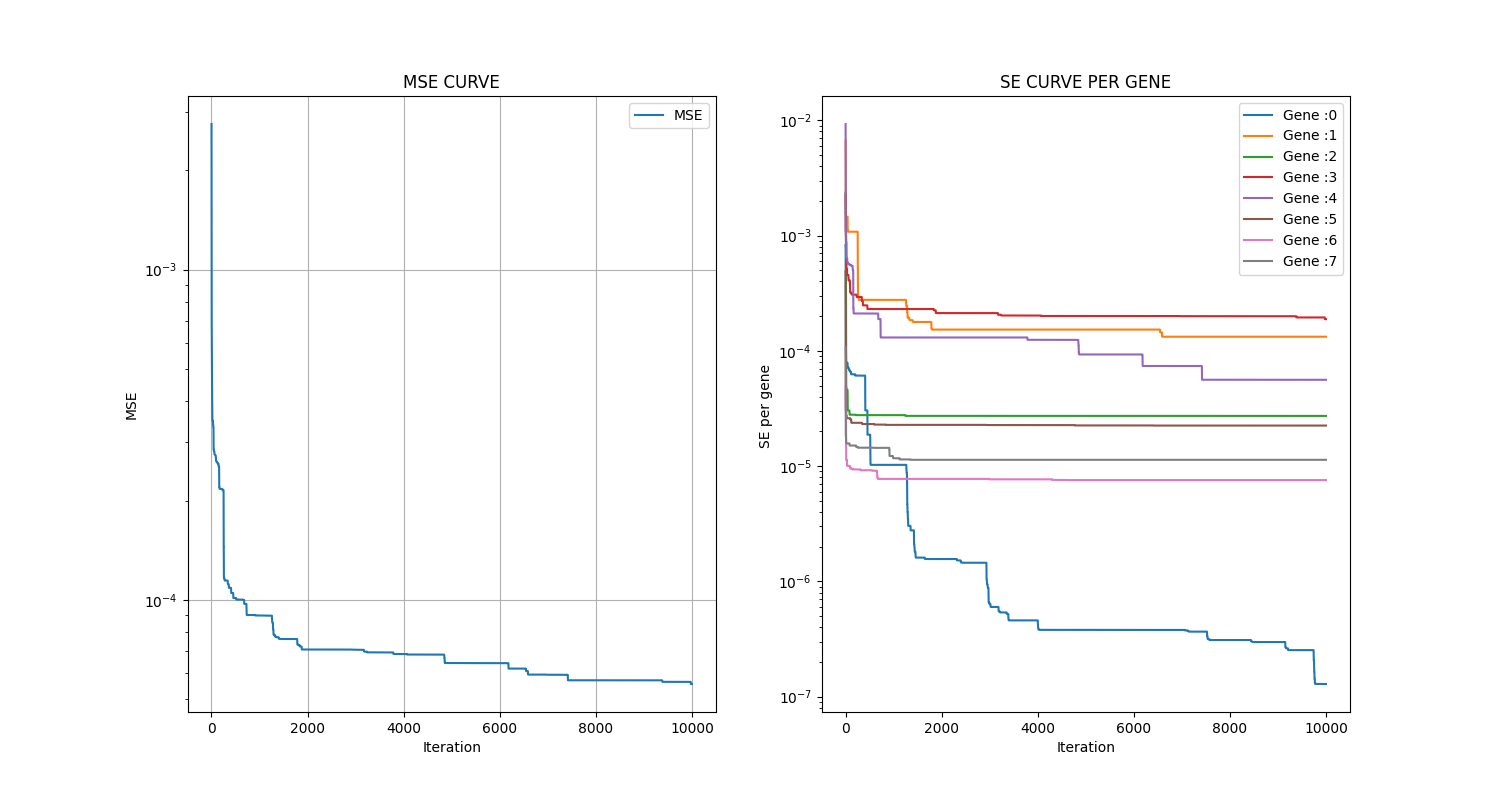 MSE CURVE
MSE
10^-3
10^-4
MSE
0 2000 4000 6000 8000 10000
Iteration
SE CURVE PER GENE
Gene :0
Gene :1
Gene :2
Gene :3
Gene :4
Gene :5
Gene :6
Gene :7
10^-2
10^-3
10^-4
10^-5
10^-6
10^-7
SE per gene
0 2000 4000 6000 8000 10000
Iteration